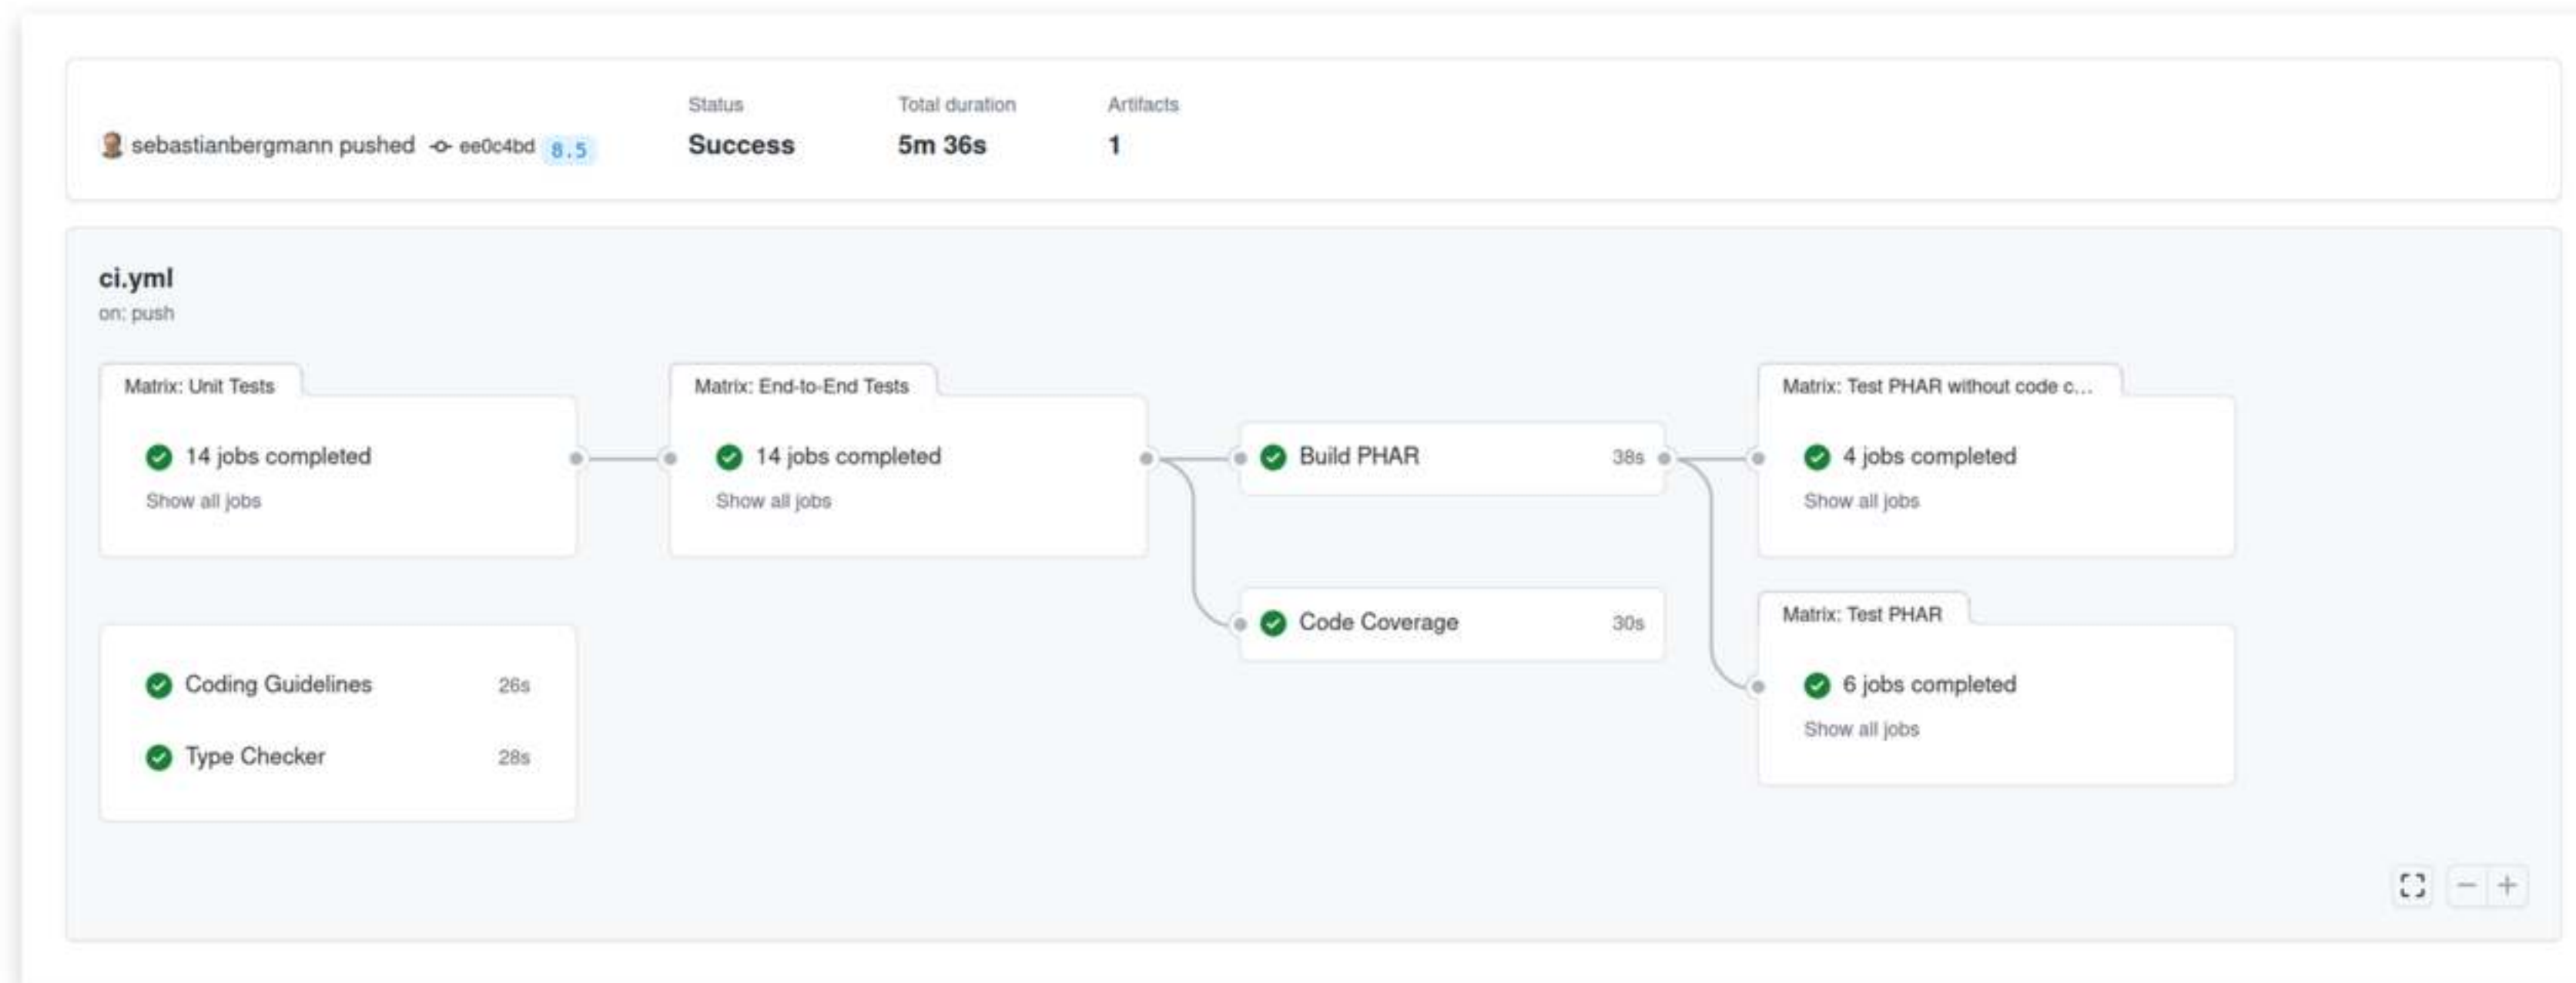 Status Total duration Artifacts
sebastianbergmann pushed ee0c4bd 8.5 Success 5m 36s 1
ci.yml
on: push
Matrix: Unit Tests
14 jobs completed
Show all jobs
Matrix: End-to-End Tests
14 jobs completed
Show all jobs
Build PHAR 38s
Matrix: Test PHAR without code c...
4 jobs completed
Show all jobs
Coding Guidelines 26s
Type Checker 28s
Code Coverage 30s
Matrix: Test PHAR
6 jobs completed
Show all jobs